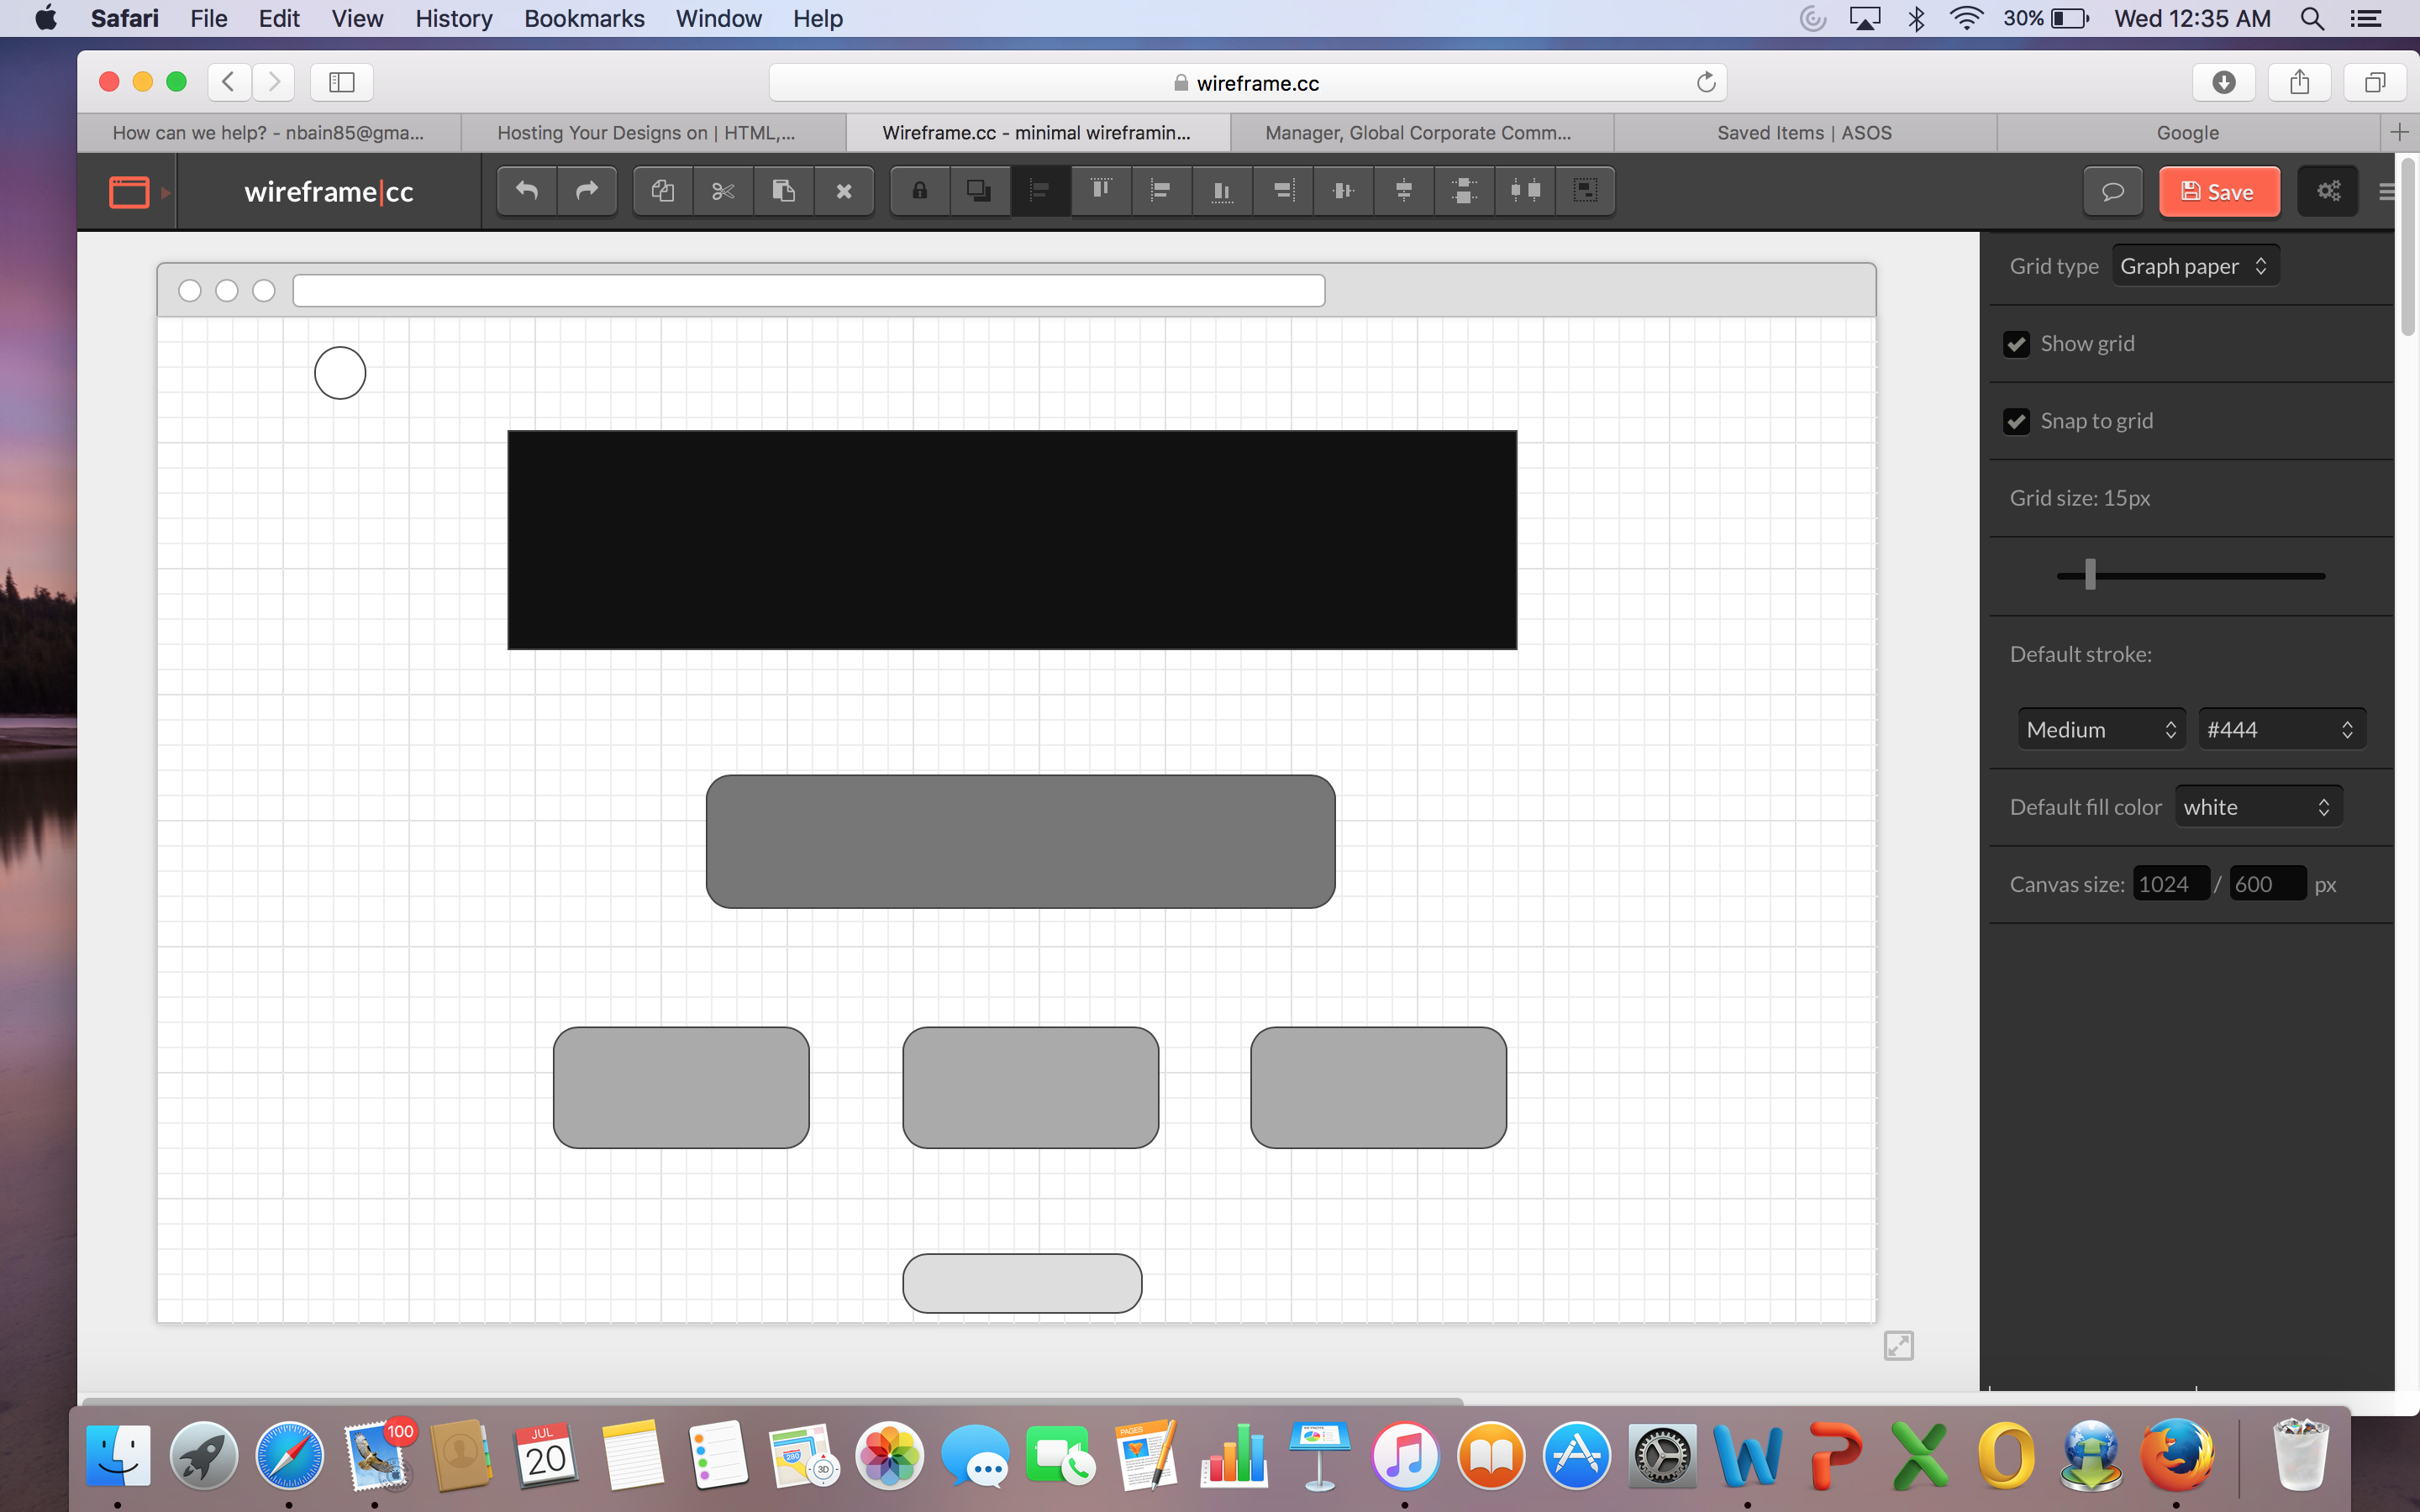 Safari File Edit View History Bookmarks Window Help 30% Wed 12:35 AM
wireframe.cc
How can we help? - nbain85@gma... Hosting Your Designs on | HTML,... Wireframe.cc - minimal wireframin... Manager, Global Corporate Comm... Saved Items | ASOS Google
wireframe|cc Save
Grid type Graph paper
Show grid
Snap to grid
Grid size: 15px
Default stroke:
Medium #444
Default fill color white
Canvas size: 1024 / 600 px
100
JUL
20
280
3D
PAGES